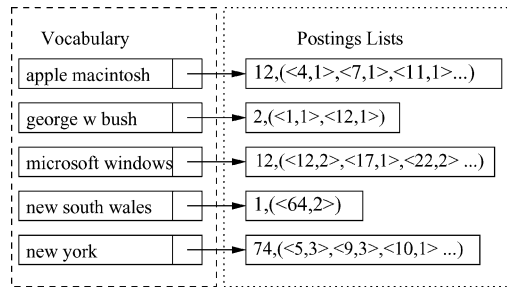 Vocabulary Postings Lists
apple macintosh 12,(<4,1>,<7,1>,<11,1>...)
george w bush 2,(<1,1>,<12,1>)
microsoft windows 12,(<12,2>,<17,1>,<22,2> ...)
new south wales 1,(<64,2>)
new york 74,(<5,3>,<9,3>,<10,1> ...)